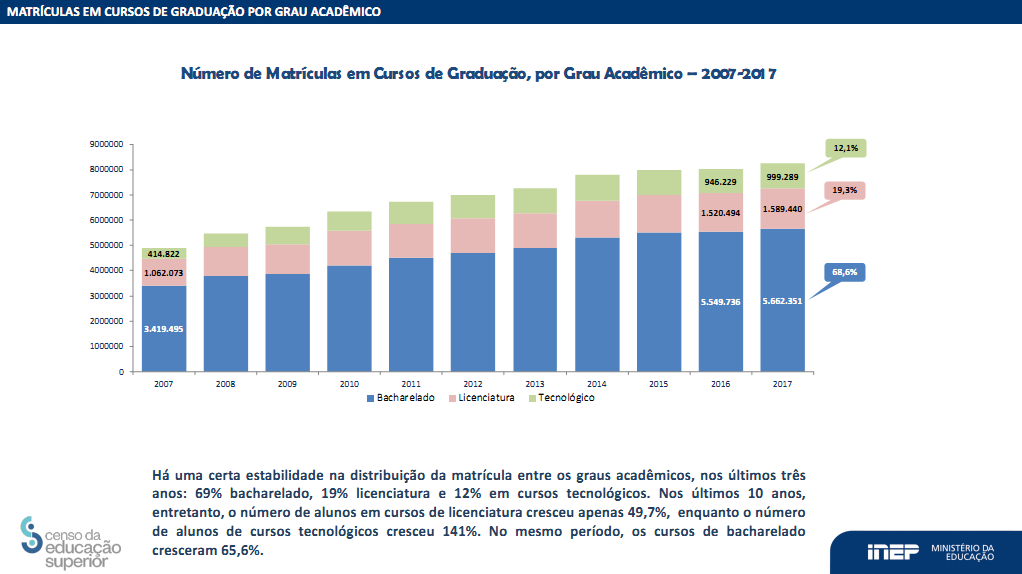 MATRÍCULAS EM CURSOS DE GRADUAÇÃO POR GRAU ACADÊMICO
Número de Matrículas em Cursos de Graduação, por Grau Acadêmico – 2007-2017
9000000
8000000
7000000
6000000
5000000
4000000
3000000
2000000
1000000
0
414.822
1.062.073
3.419.495
946.229
1.520.494
5.549.736
999.289
1.589.440
5.662.351
12,1%
19,3%
68,6%
2007 2008 2009 2010 2011 2012 2013 2014 2015 2016 2017
Bacharelado Licenciatura Tecnológico
Há uma certa estabilidade na distribuição da matrícula entre os graus acadêmicos, nos últimos três
anos: 69% bacharelado, 19% licenciatura e 12% em cursos tecnológicos. Nos últimos 10 anos,
entretanto, o número de alunos em cursos de licenciatura cresceu apenas 49,7%, enquanto o número
de alunos de cursos tecnológicos cresceu 141%. No mesmo período, os cursos de bacharelado
cresceram 65,6%.
censo da
educação
superior
INEP
MINISTÉRIO DA
EDUCAÇÃO